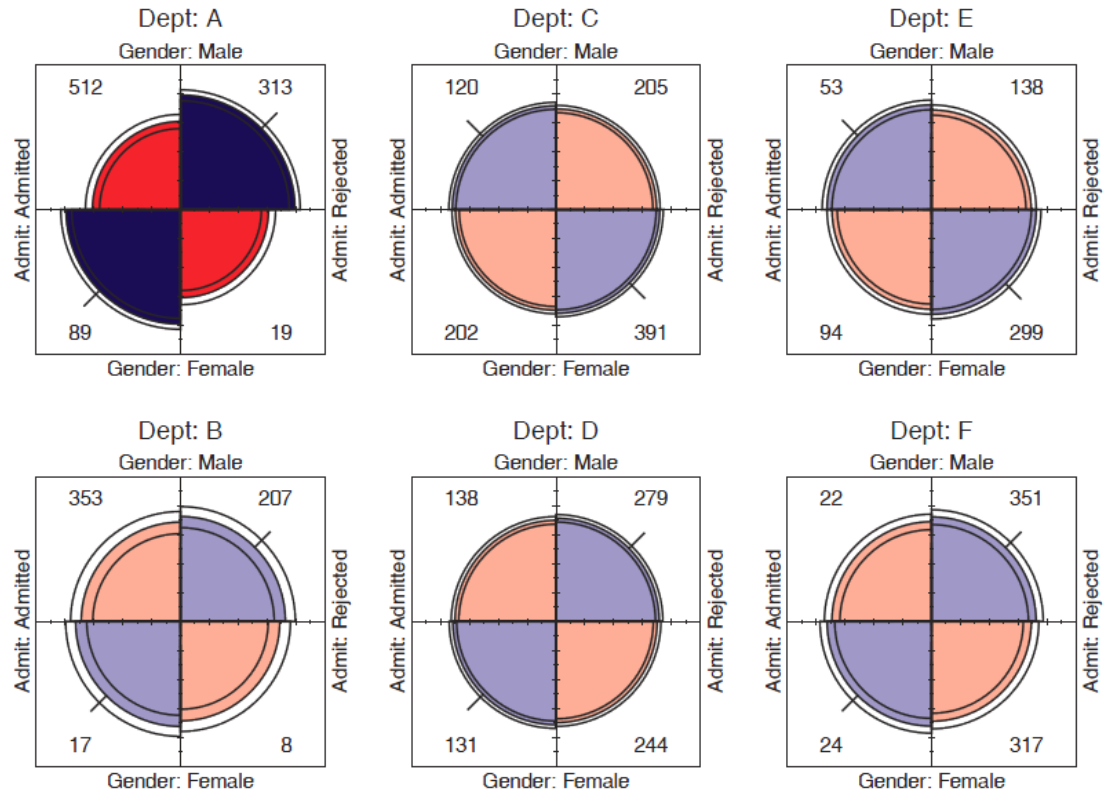 Dept: A
Gender: Male
512 313
Admit: Admitted
Admit: Rejected
89 19
Gender: Female
Dept: C
Gender: Male
120 205
Admit: Admitted
Admit: Rejected
202 391
Gender: Female
Dept: E
Gender: Male
53 138
Admit: Admitted
Admit: Rejected
94 299
Gender: Female
Dept: B
Gender: Male
353 207
Admit: Admitted
Admit: Rejected
17 8
Gender: Female
Dept: D
Gender: Male
138 279
Admit: Admitted
Admit: Rejected
131 244
Gender: Female
Dept: F
Gender: Male
22 351
Admit: Admitted
Admit: Rejected
24 317
Gender: Female